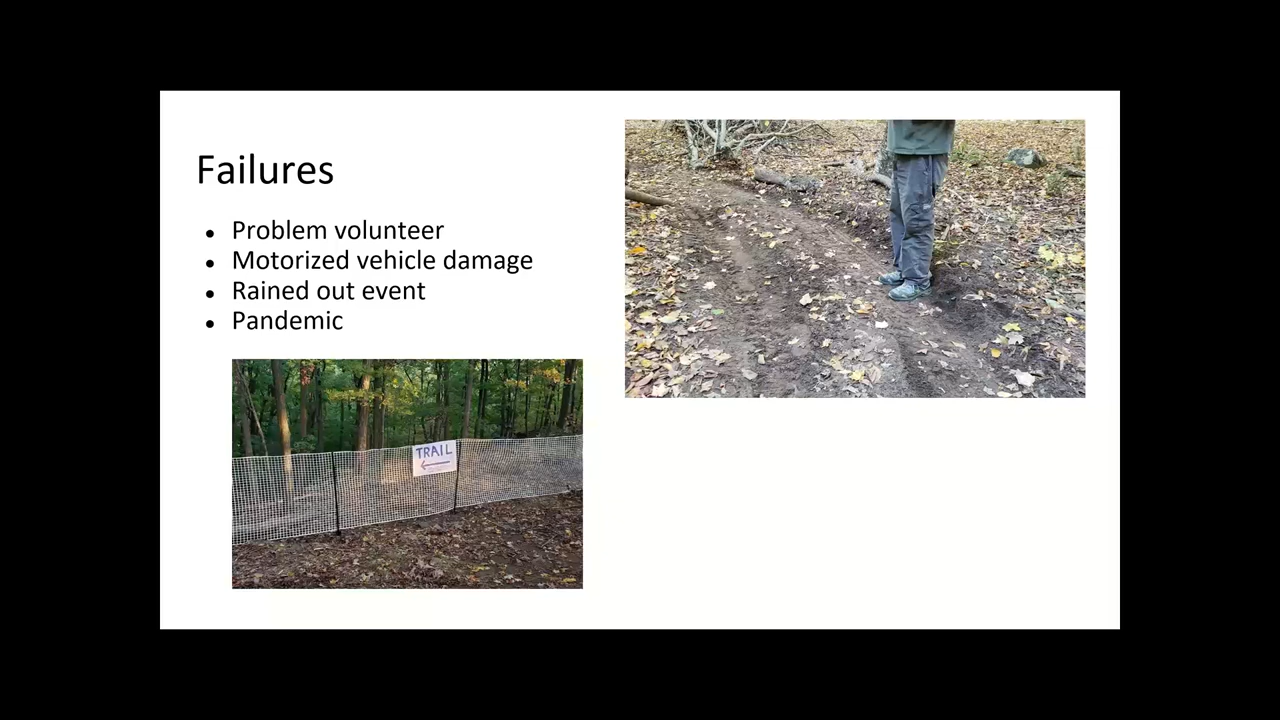 Failures
● Problem volunteer
● Motorized vehicle damage
● Rained out event
● Pandemic
TRAIL